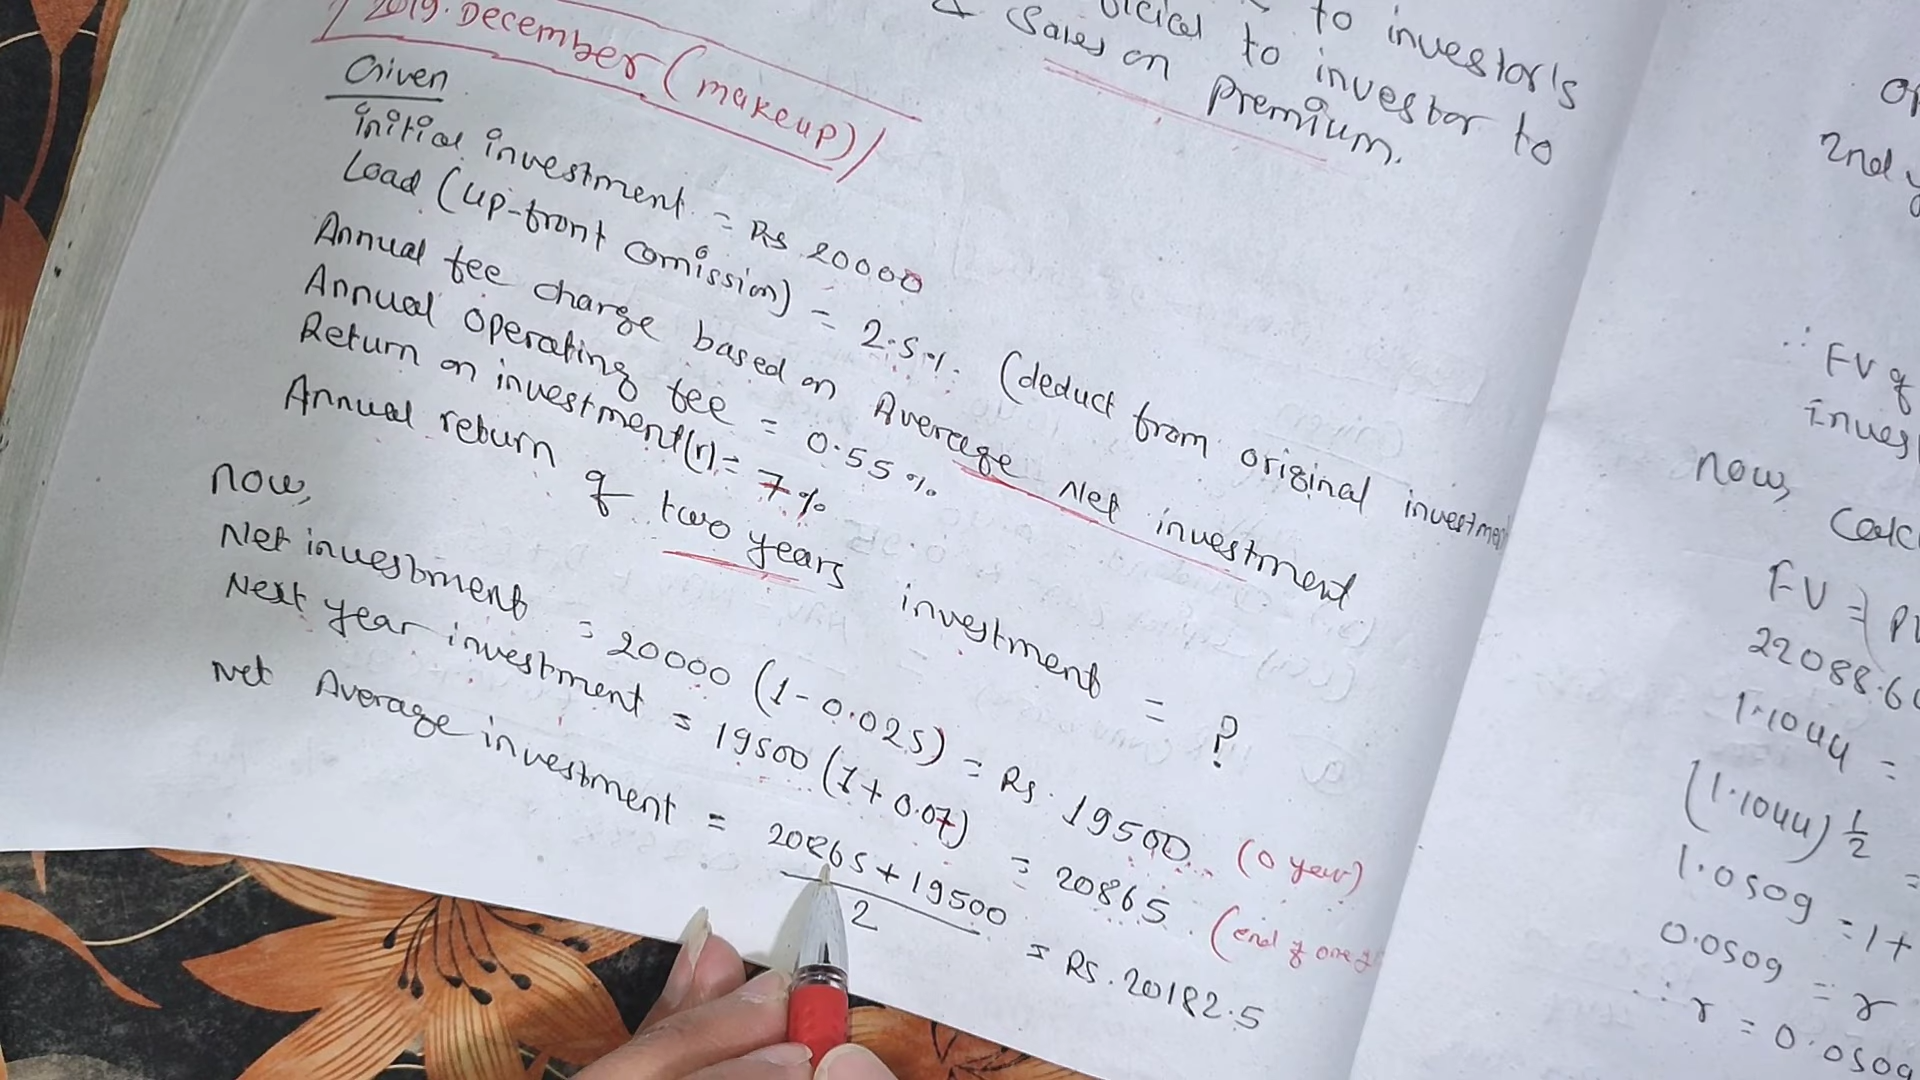 to investor's
to investor to
Sales on premium.
2019. December (makeup)
Given
initial investment = Rs 20000
Load (up-front comission) = 2.5%. (deduct from original investmen
Annual fee charge based on Average Net investment
Annual operating fee = 0.55%.
Return on investment(r) = 7%
Annual return of two years investment = ?
Now,
Net investment = 20000 (1-0.025) = Rs. 19500. (0 year)
Next year investment = 19500 (1+0.07) = 20865. (end of one y
Net Average investment = 20865+19500
2
= Rs. 20182.5
2nd y
∴ FV of
inves
Now, calc
FV =
22088.6
1.1044 =
(1.1044) 1/2 =
1.0509 = 1+
0.0509 = r
∴ r = 0.0509